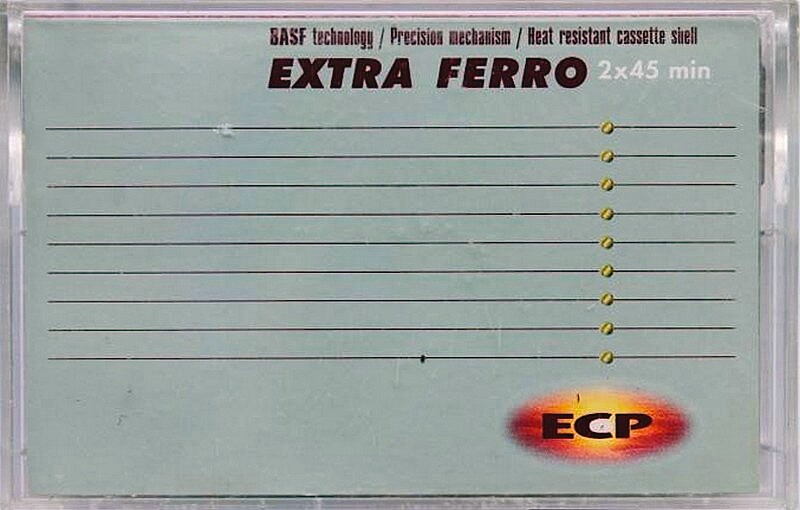 BASF technology / Precision mechanism / Heat resistant cassette shell
EXTRA FERRO 2x45 min
ECP